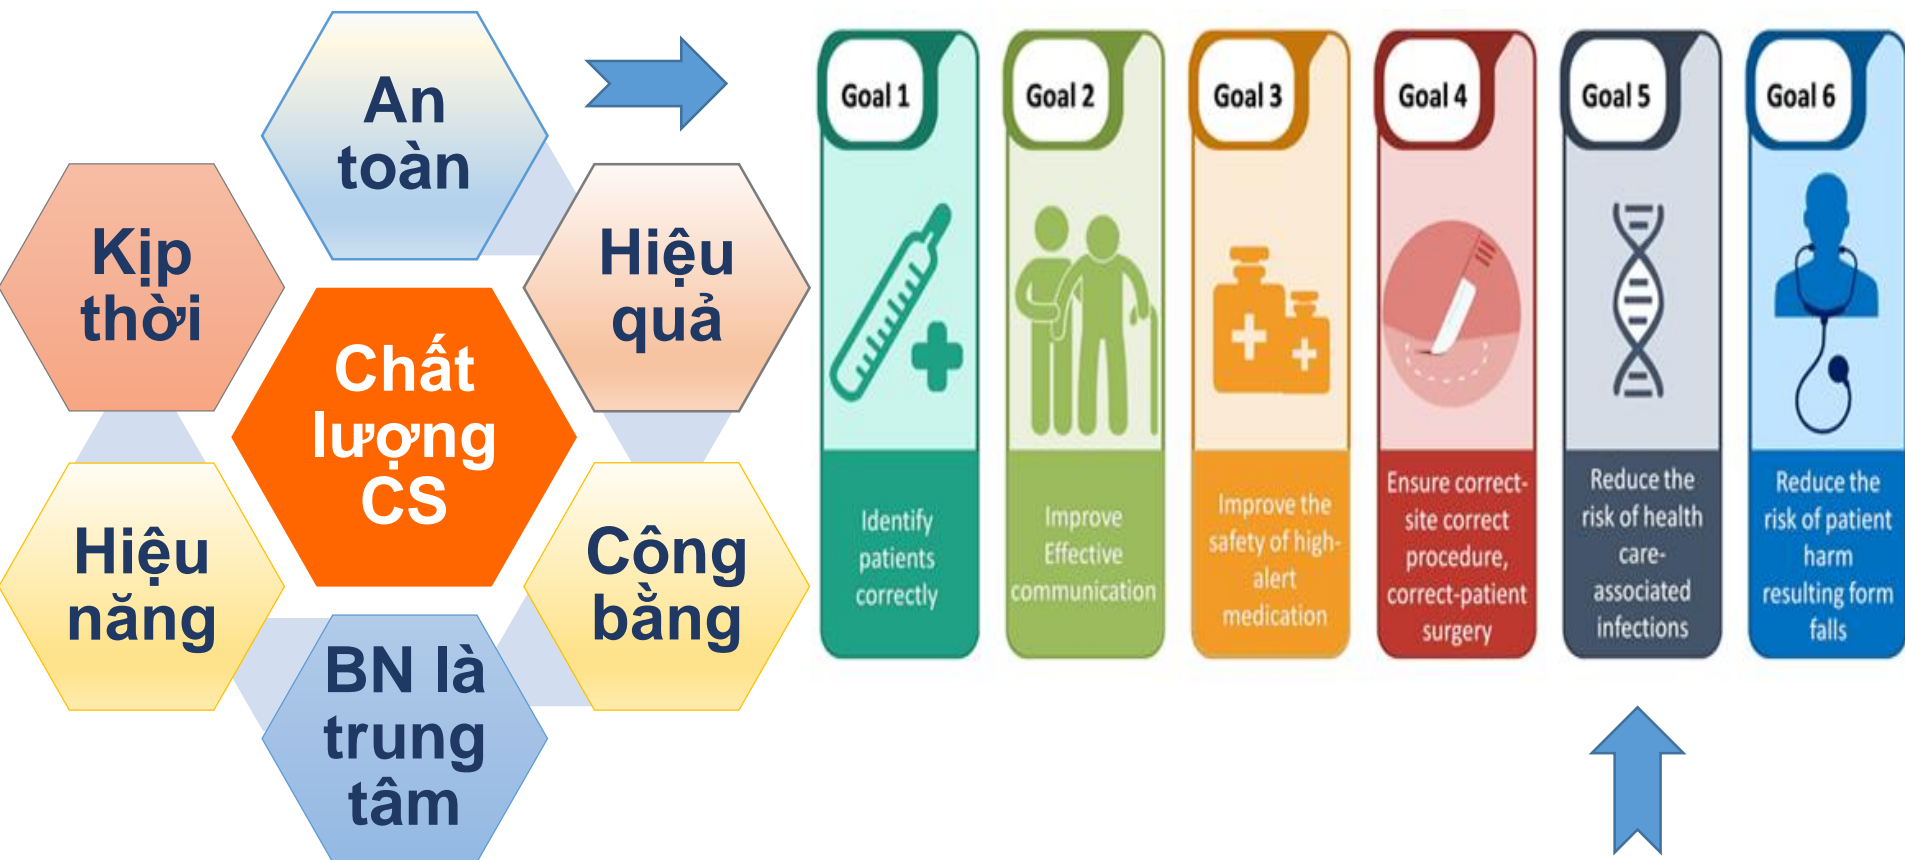 An
toàn
Kịp
thời
Hiệu
quả
Chất
lượng
CS
Hiệu
năng
Công
bằng
BN là
trung
tâm
Goal 1
Identify
patients
correctly
Goal 2
Improve
Effective
communication
Goal 3
Improve the
safety of high-
alert
medication
Goal 4
Ensure correct-
site correct
procedure,
correct-patient
surgery
Goal 5
Reduce the
risk of health
care-
associated
infections
Goal 6
Reduce the
risk of patient
harm
resulting form
falls